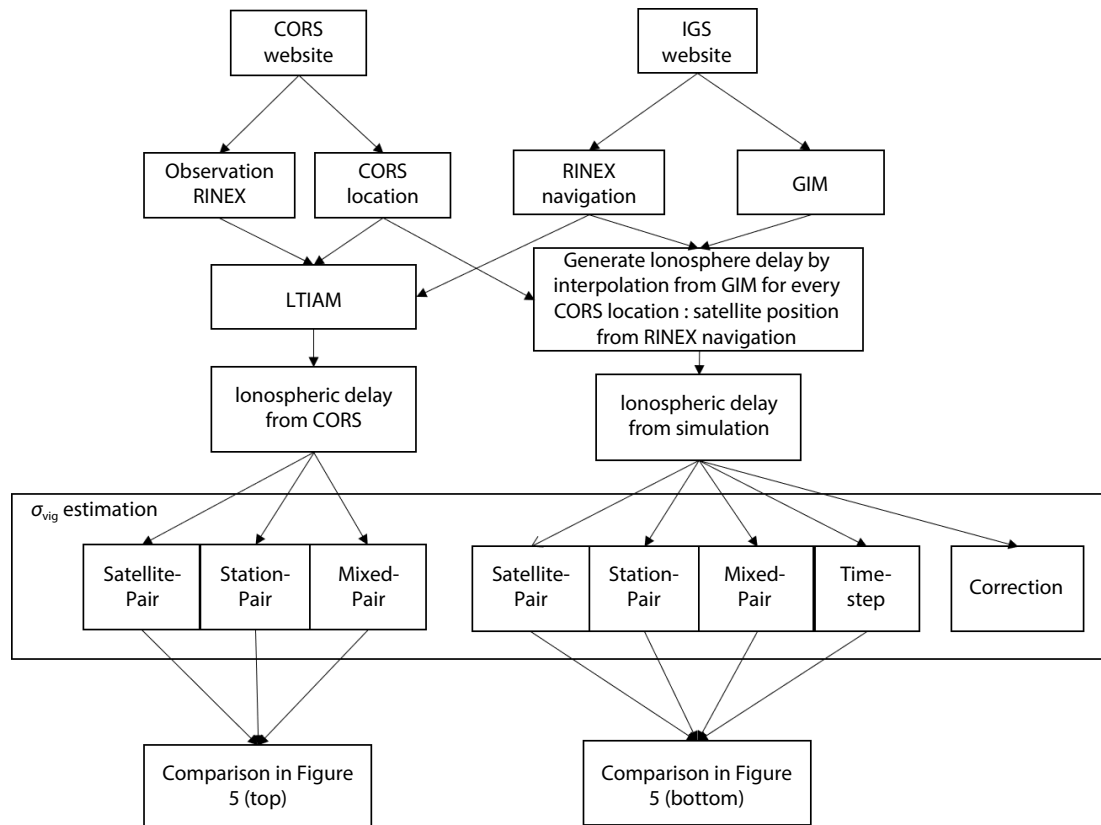 CORS
website
IGS
website
Observation
RINEX
CORS
location
RINEX
navigation
GIM
LTIAM
Generate Ionosphere delay by
interpolation from GIM for every
CORS location : satellite position
from RINEX navigation
Ionospheric delay
from CORS
Ionospheric delay
from simulation
σvig estimation
Satellite-
Pair
Station-
Pair
Mixed-
Pair
Satellite-
Pair
Station-
Pair
Mixed-
Pair
Time-
step
Correction
Comparison in Figure
5 (top)
Comparison in Figure
5 (bottom)